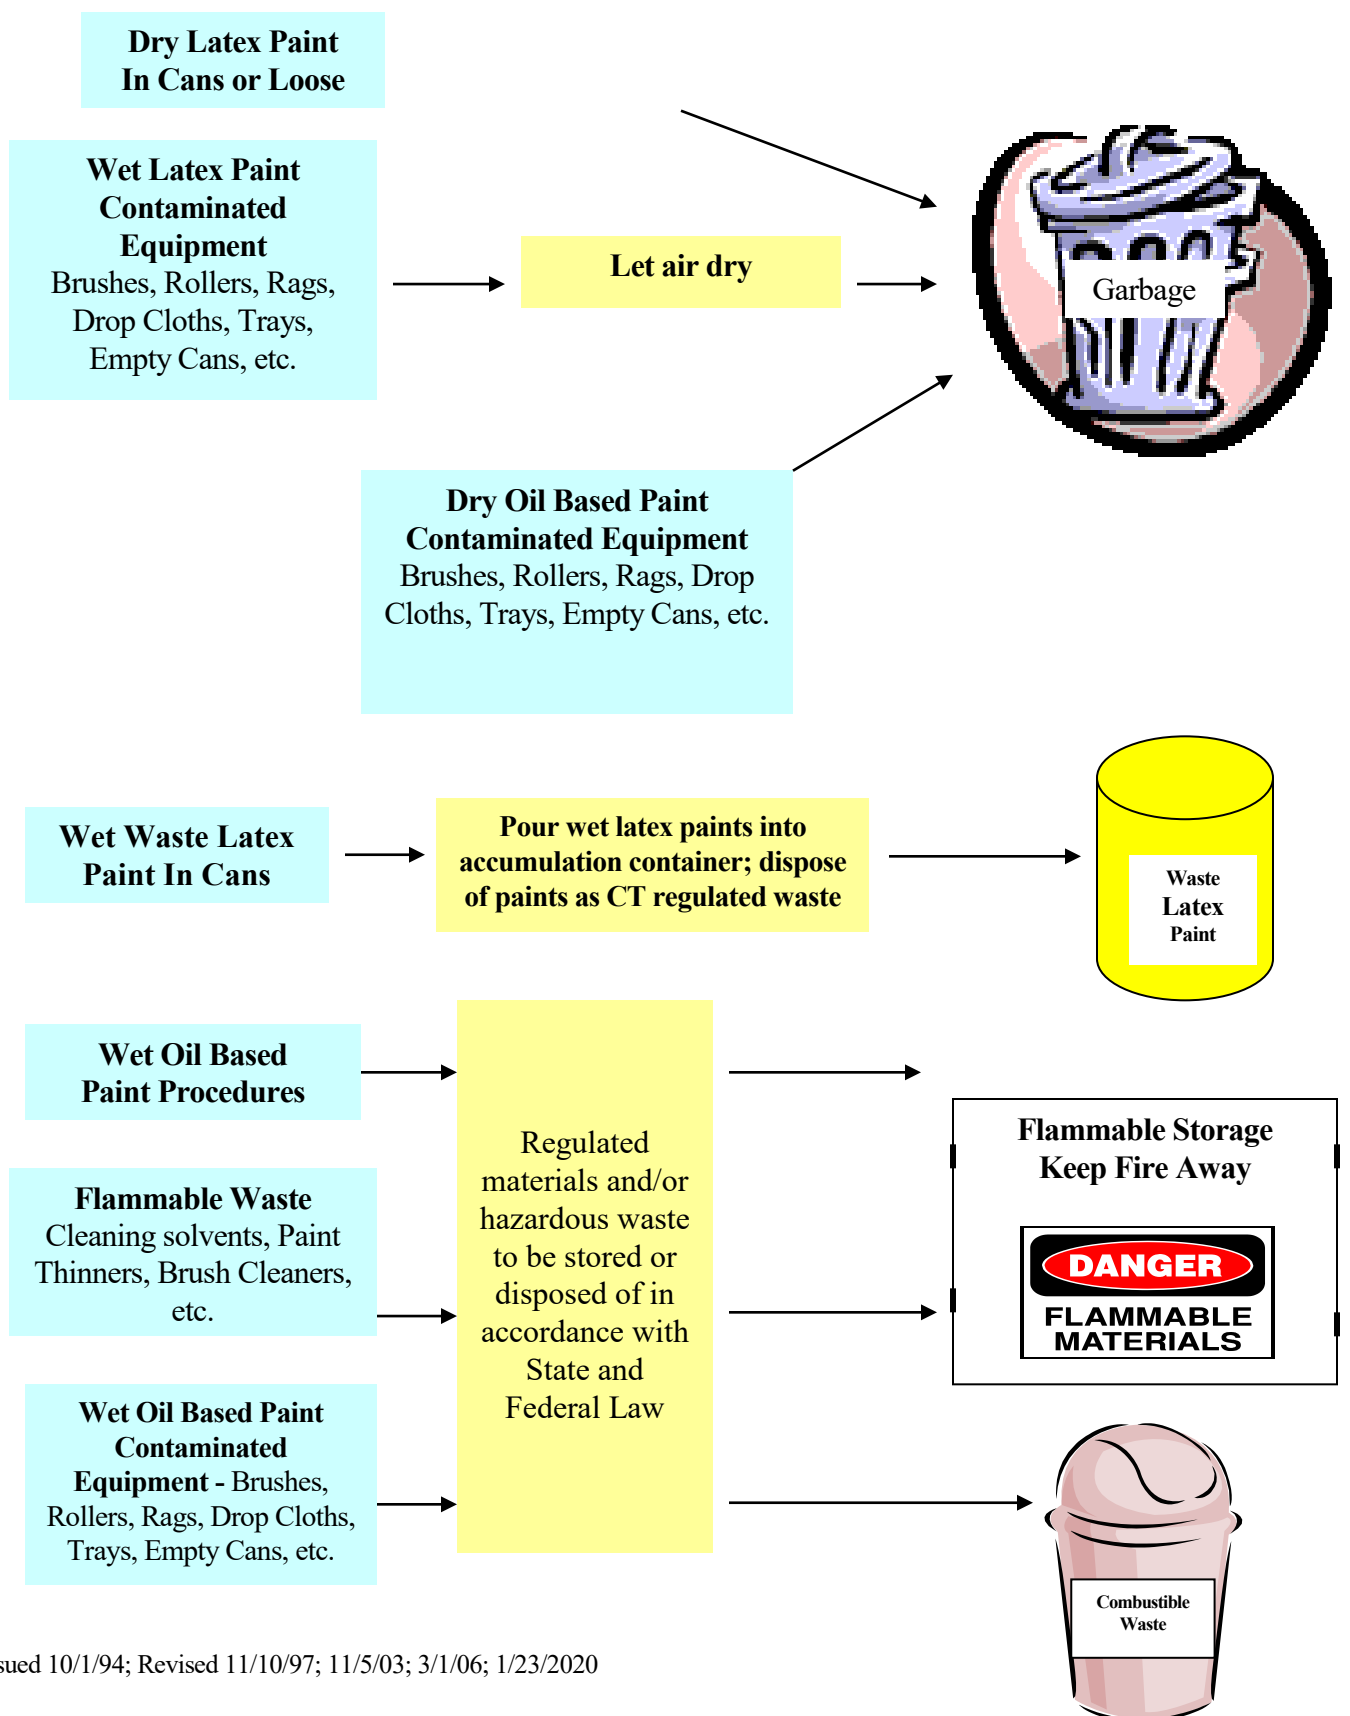 Dry Latex Paint
In Cans or Loose
Wet Latex Paint
Contaminated
Equipment
Brushes, Rollers, Rags,
Drop Cloths, Trays,
Empty Cans, etc.
Let air dry
Garbage
Dry Oil Based Paint
Contaminated Equipment
Brushes, Rollers, Rags, Drop
Cloths, Trays, Empty Cans, etc.
Wet Waste Latex
Paint In Cans
Pour wet latex paints into
accumulation container; dispose
of paints as CT regulated waste
Waste
Latex
Paint
Wet Oil Based
Paint Procedures
Flammable Waste
Cleaning solvents, Paint
Thinners, Brush Cleaners,
etc.
Wet Oil Based Paint
Contaminated
Equipment - Brushes,
Rollers, Rags, Drop Cloths,
Trays, Empty Cans, etc.
Regulated
materials and/or
hazardous waste
to be stored or
disposed of in
accordance with
State and
Federal Law
Flammable Storage
Keep Fire Away
DANGER
FLAMMABLE
MATERIALS
Combustible
Waste
sued 10/1/94; Revised 11/10/97; 11/5/03; 3/1/06; 1/23/2020